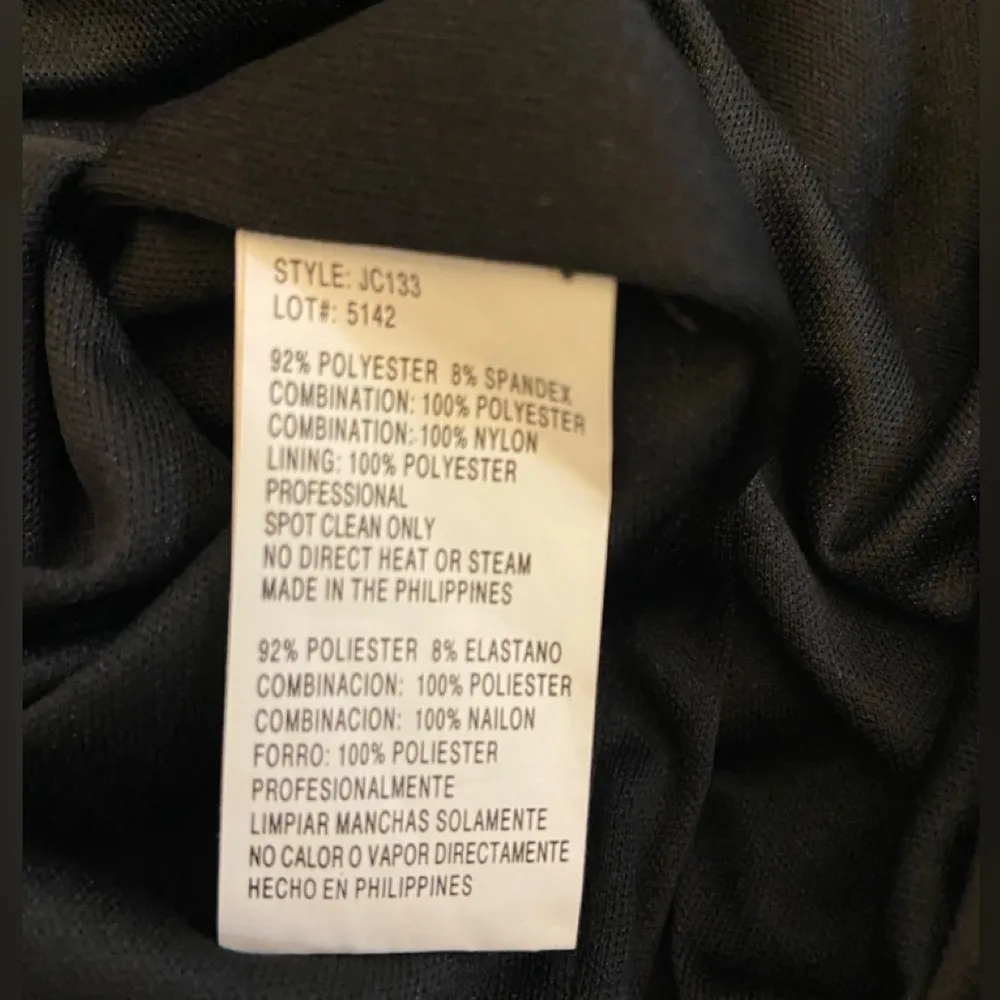 STYLE: JC133
LOT#: 5142
92% POLYESTER 8% SPANDEX
COMBINATION: 100% POLYESTER
COMBINATION: 100% NYLON
LINING: 100% POLYESTER
PROFESSIONAL
SPOT CLEAN ONLY
NO DIRECT HEAT OR STEAM
MADE IN THE PHILIPPINES
92% POLIESTER 8% ELASTANO
COMBINACION: 100% POLIESTER
COMBINACION: 100% NAILON
FORRO: 100% POLIESTER
PROFESIONALMENTE
LIMPIAR MANCHAS SOLAMENTE
NO CALOR O VAPOR DIRECTAMENTE
HECHO EN PHILIPPINES